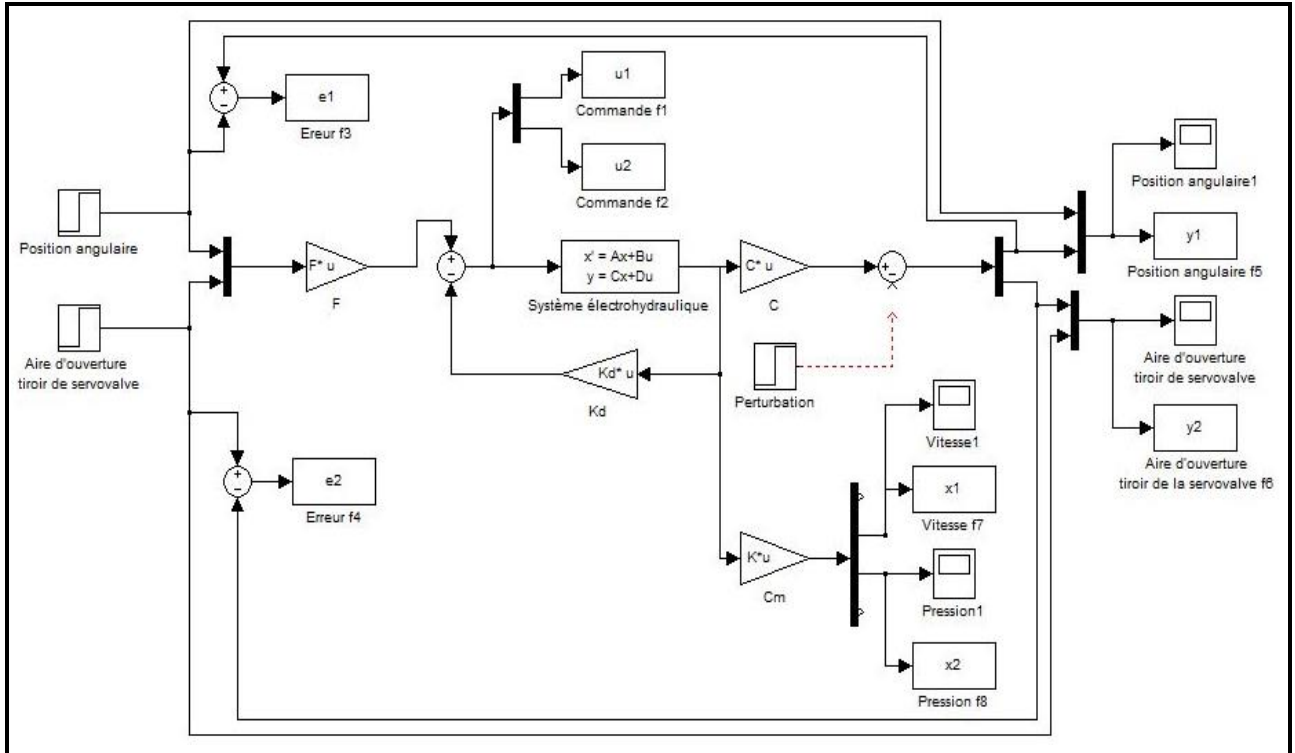 e1
Ereur f3
u1
Commande f1
u2
Commande f2
Position angulaire
F* u
F
x' = Ax+Bu
y = Cx+Du
Système électrohydraulique
C* u
C
Position angulaire1
y1
Position angulaire f5
Aire d'ouverture
tiroir de servovalve
Kd* u
Kd
Perturbation
Aire d'ouverture
tiroir de servovalve
y2
Aire d'ouverture
tiroir de la servovalve f6
e2
Erreur f4
Vitesse1
x1
Vitesse f7
K*u
Cm
Pression1
x2
Pression f8